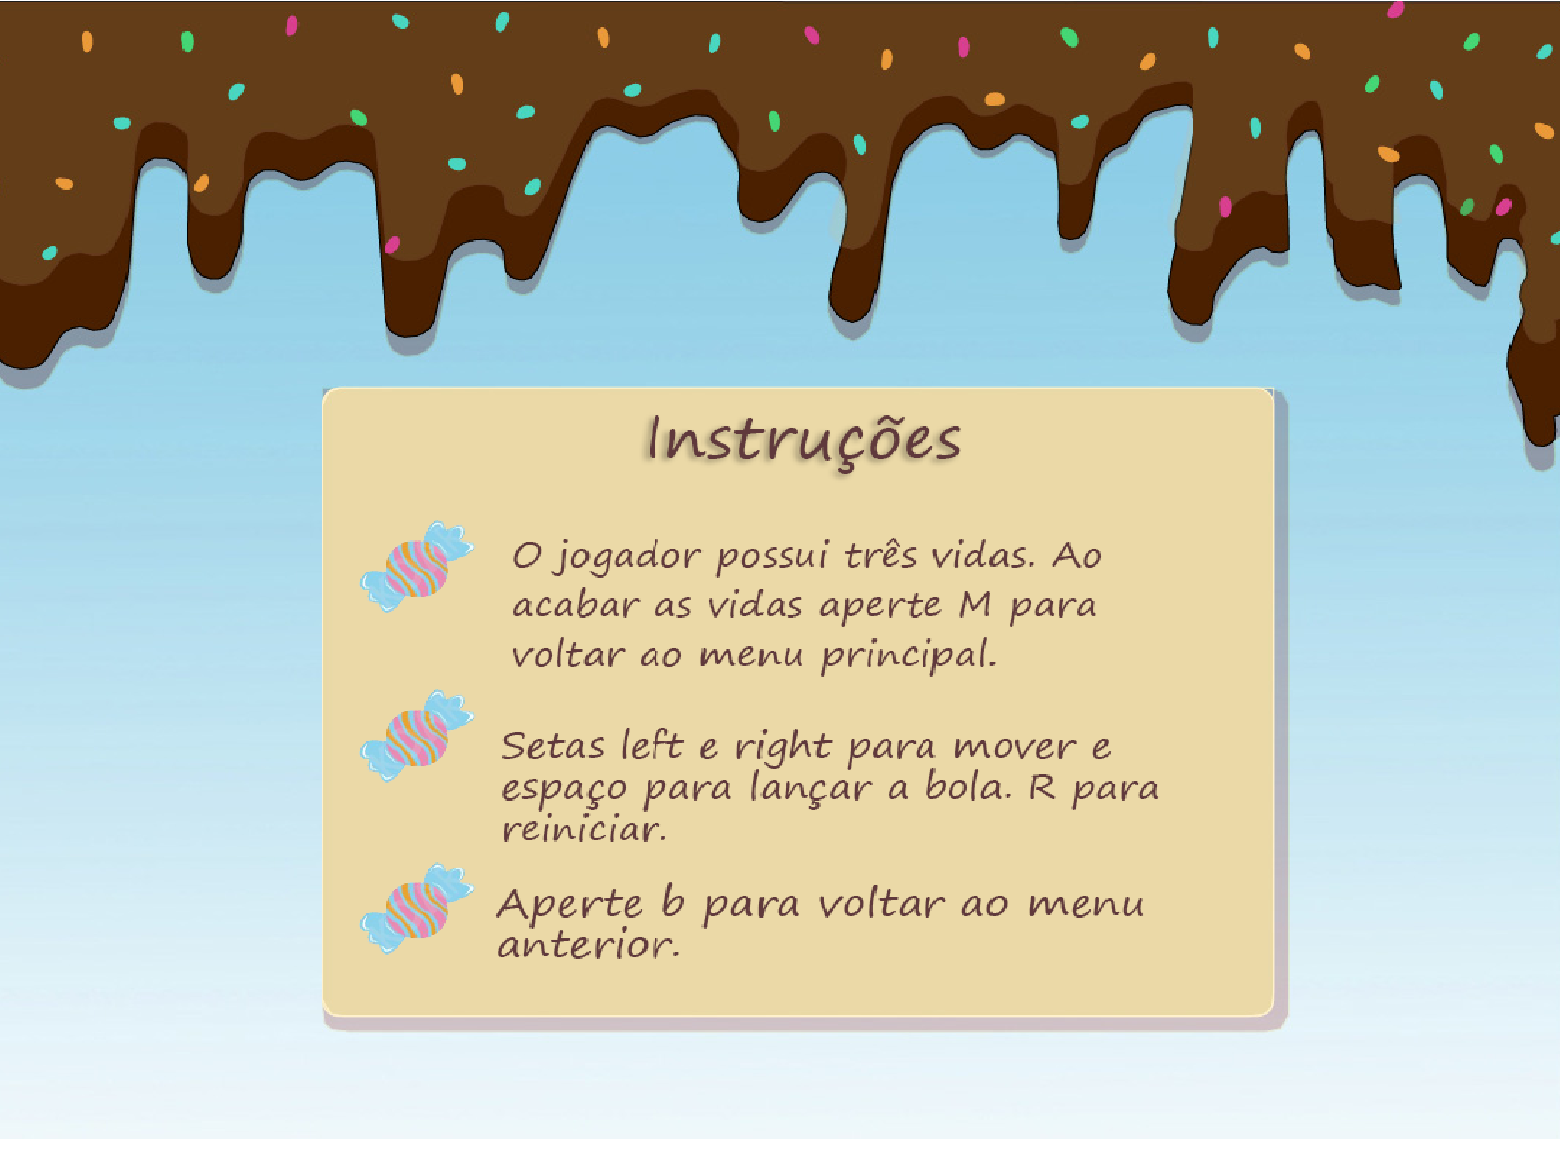 Instruções
O jogador possui três vidas. Ao
acabar as vidas aperte M para
voltar ao menu principal.
Setas left e right para mover e
espaço para lançar a bola. R para
reiniciar.
Aperte b para voltar ao menu
anterior.